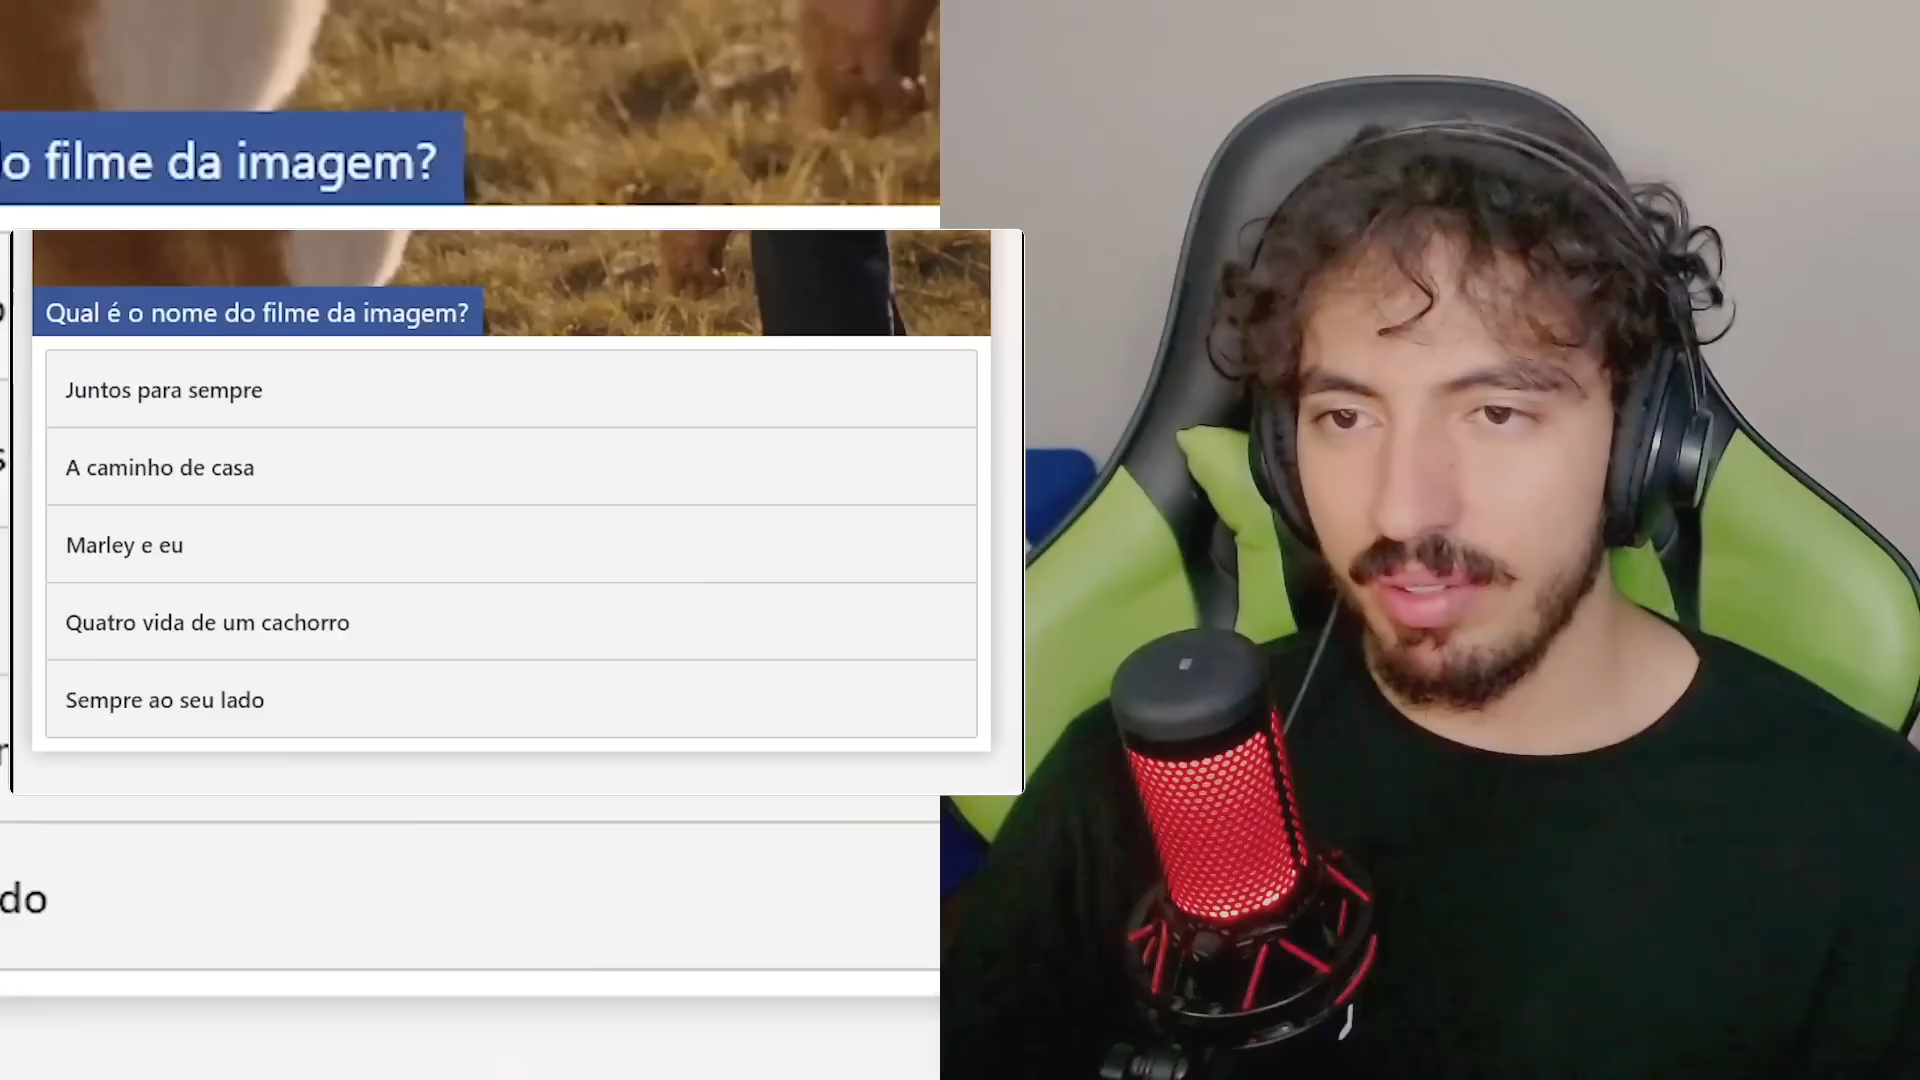 o filme da imagem?
Qual é o nome do filme da imagem?
Juntos para sempre
A caminho de casa
Marley e eu
Quatro vida de um cachorro
Sempre ao seu lado
do